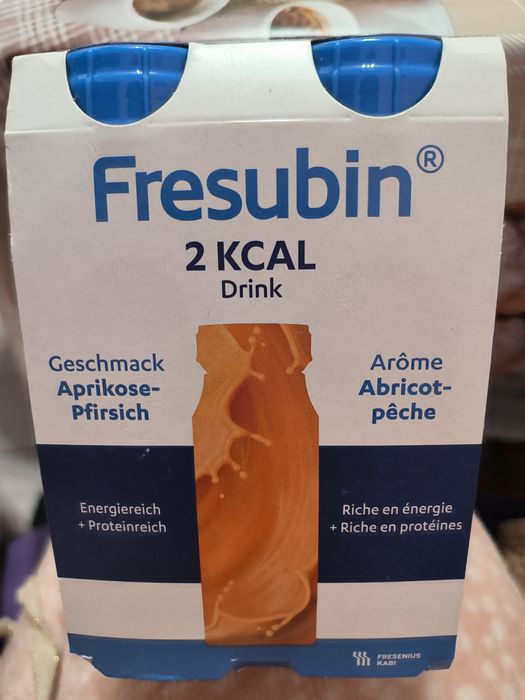 Fresubin®
2 KCAL
Drink
Geschmack
Aprikose-
Pfirsich
Arôme
Abricot-
pêche
Energiereich
+ Proteinreich
Riche en énergie
+ Riche en protéines
FRESENIUS
KABI